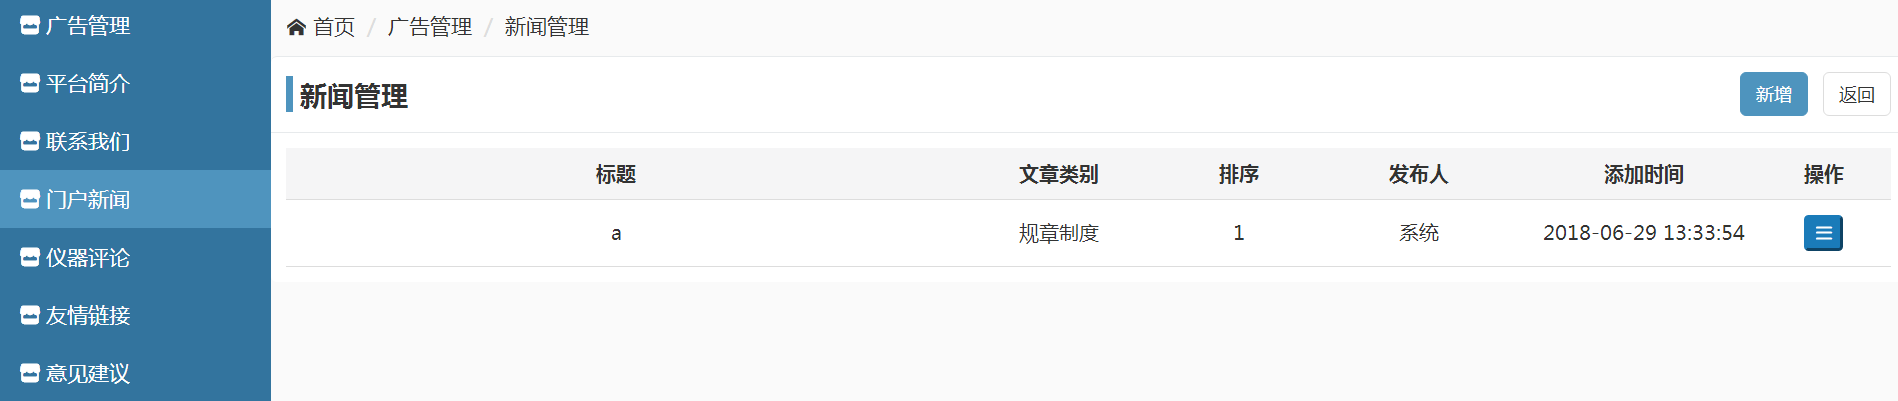 广告管理
平台简介
联系我们
门户新闻
仪器评论
友情链接
意见建议
首页 / 广告管理 / 新闻管理
新闻管理
新增 返回
标题 文章类别 排序 发布人 添加时间 操作
a 规章制度 1 系统 2018-06-29 13:33:54